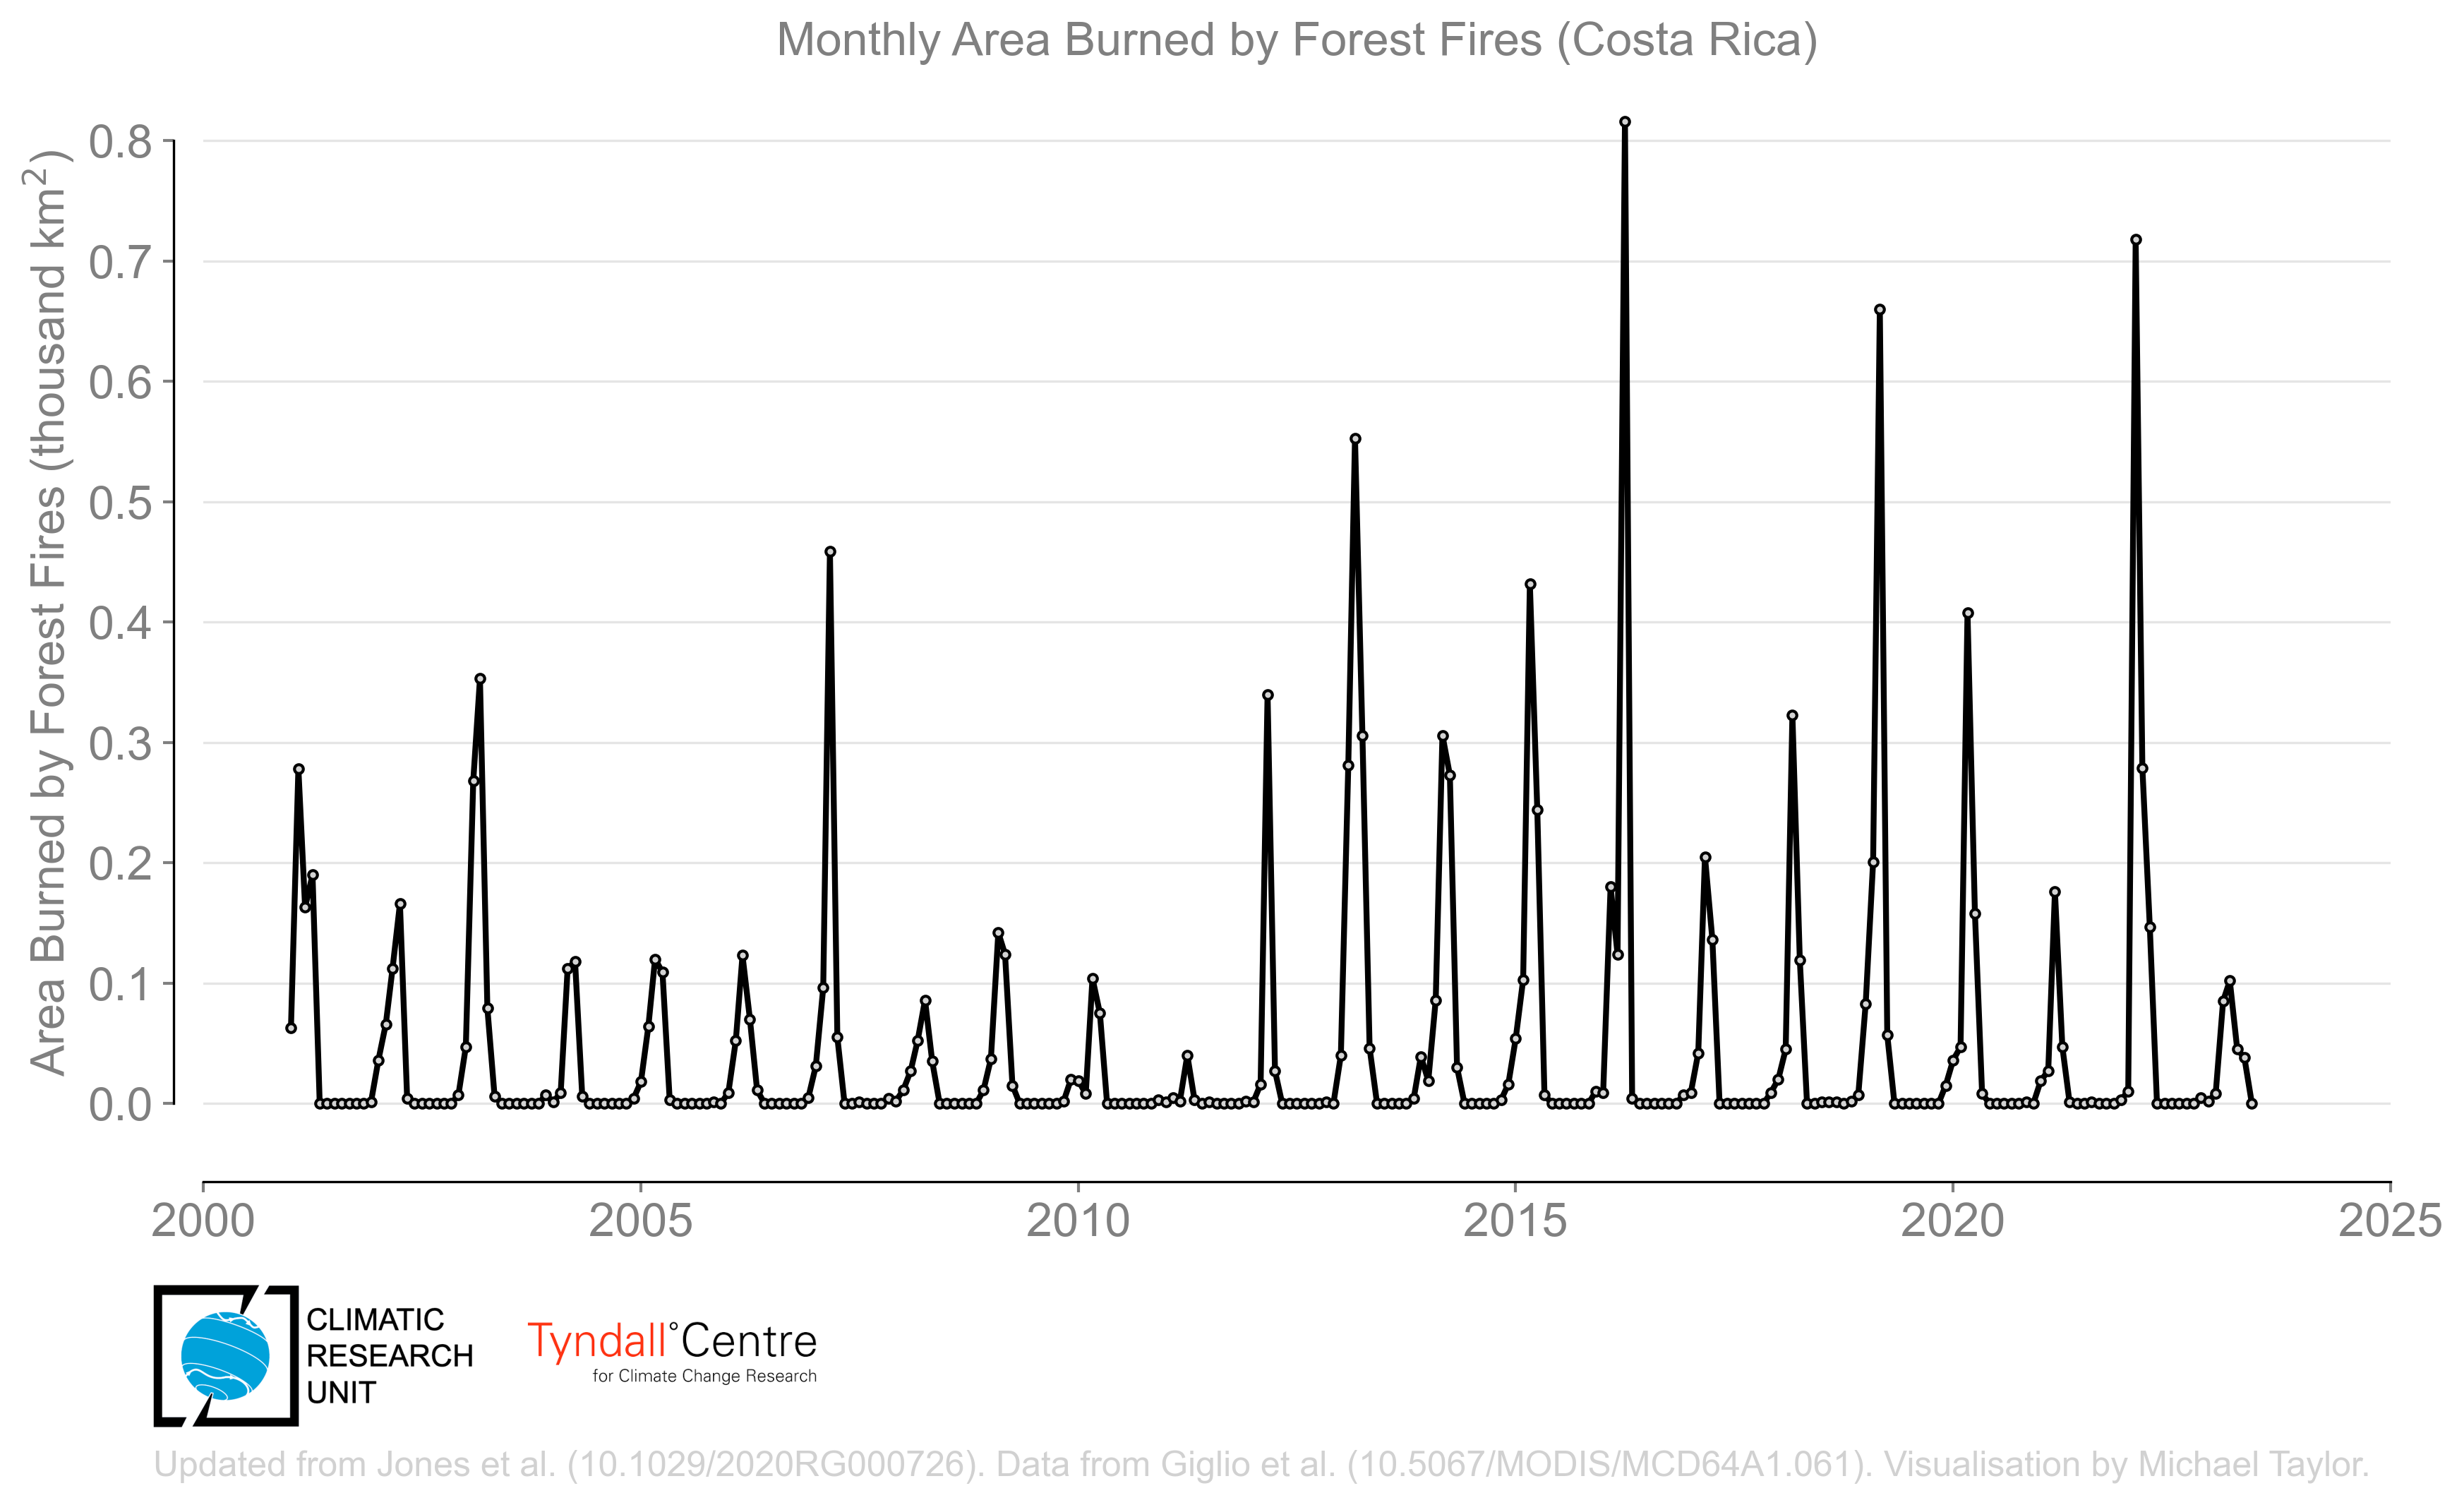 Monthly Area Burned by Forest Fires (Costa Rica)
Area Burned by Forest Fires (thousand km²)
0.8
0.7
0.6
0.5
0.4
0.3
0.2
0.1
0.0
2000 2005 2010 2015 2020 2025
CLIMATIC
RESEARCH
UNIT
Tyndall°Centre
for Climate Change Research
Updated from Jones et al. (10.1029/2020RG000726). Data from Giglio et al. (10.5067/MODIS/MCD64A1.061). Visualisation by Michael Taylor.